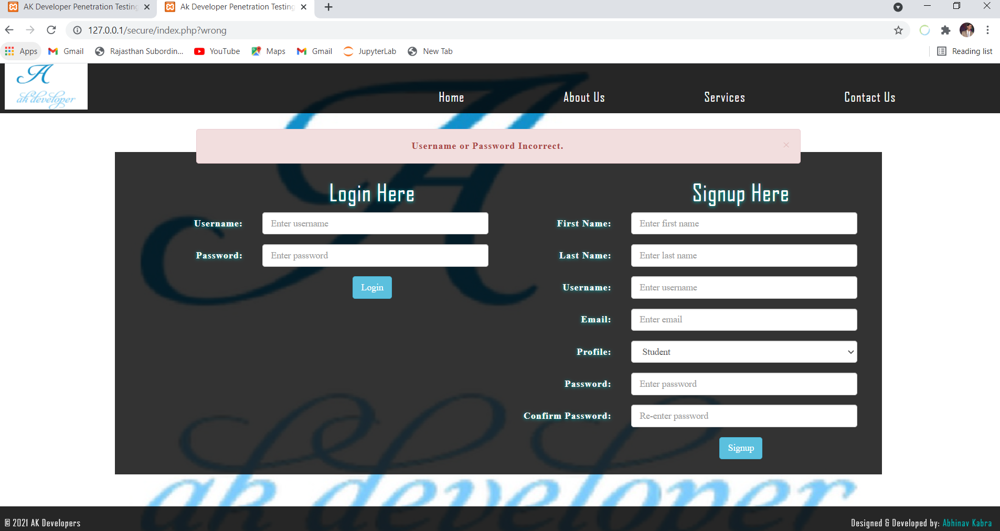 AK Developer Penetration Testing
Ak Developer Penetration Testing
127.0.0.1/secure/index.php?wrong
Apps Gmail Rajasthan Subordin... YouTube Maps Gmail JupyterLab New Tab Reading list
A
ak developer
Home About Us Services Contact Us
Username or Password Incorrect. ×
Login Here
Username: Enter username
Password: Enter password
Login
Signup Here
First Name: Enter first name
Last Name: Enter last name
Username: Enter username
Email: Enter email
Profile: Student
Password: Enter password
Confirm Password: Re-enter password
Signup
A
ak developer
© 2021 AK Developers
Designed & Developed by: Abhinav Kabra